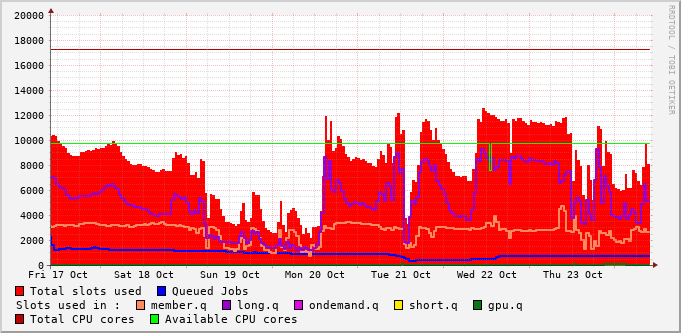 20000
18000
16000
14000
12000
10000
8000
6000
4000
2000
0
Fri 17 Oct Sat 18 Oct Sun 19 Oct Mon 20 Oct Tue 21 Oct Wed 22 Oct Thu 23 Oct
RRDTOOL / TOBI OETIKER
Total slots used Queued Jobs
Slots used in : member.q long.q ondemand.q short.q gpu.q
Total CPU cores Available CPU cores